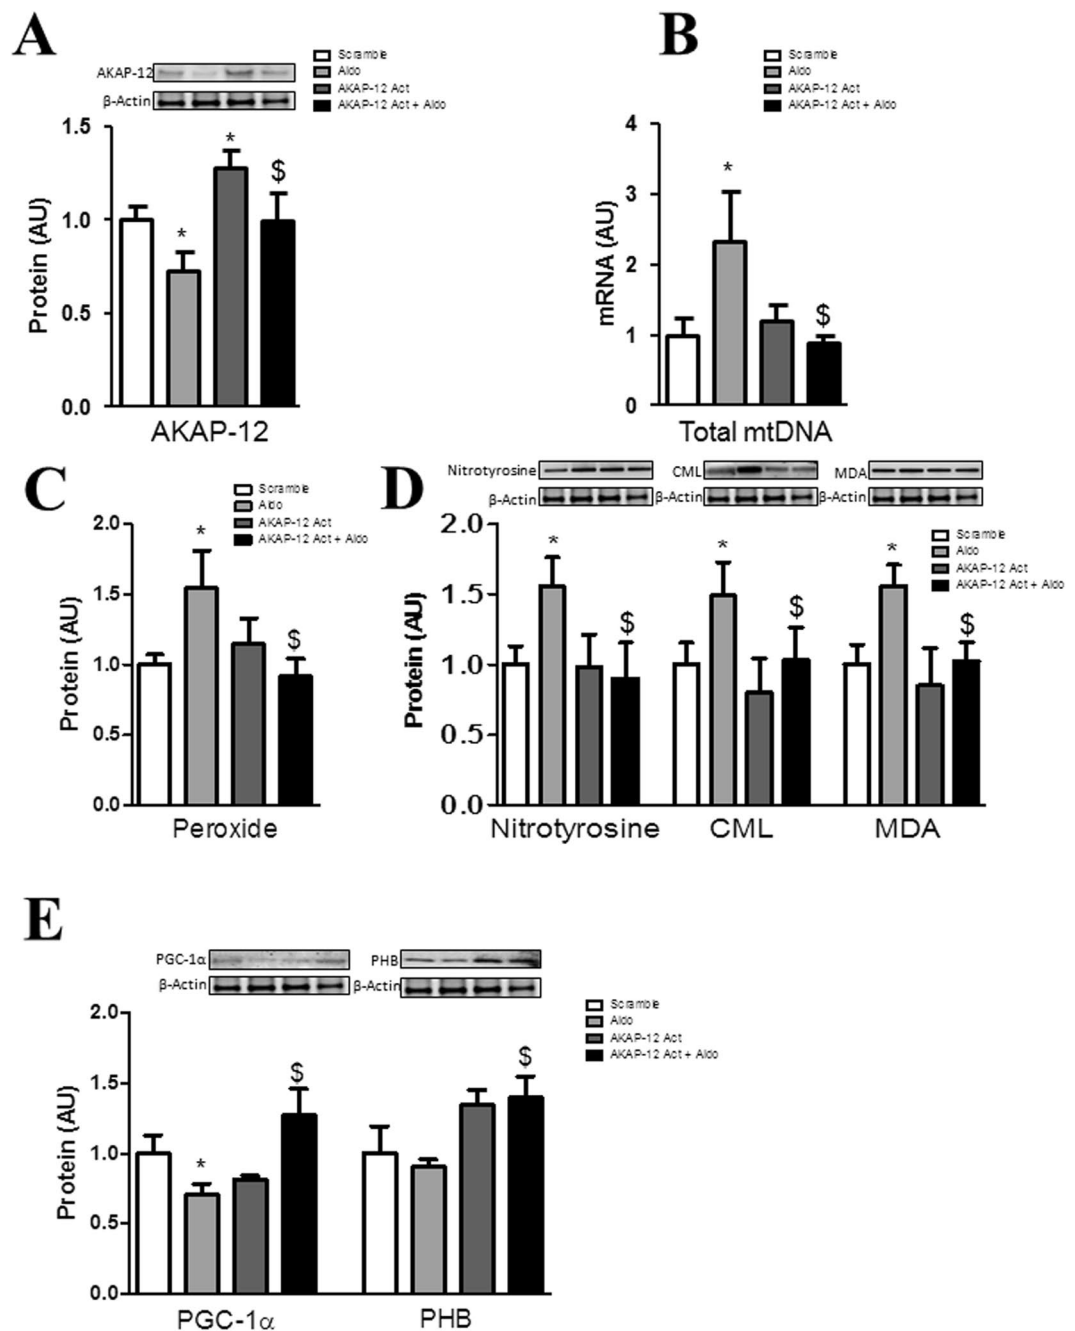 A
AKAP-12
β-Actin
Scramble
Aldo
AKAP-12 Act
AKAP-12 Act + Aldo
Protein (AU)
1.5
1.0
0.5
0.0
*
*
$
AKAP-12
B
Scramble
Aldo
AKAP-12 Act
AKAP-12 Act + Aldo
mRNA (AU)
4
3
2
1
0
*
$
Total mtDNA
C
Scramble
Aldo
AKAP-12 Act
AKAP-12 Act + Aldo
Protein (AU)
2.0
1.5
1.0
0.5
0.0
*
$
Peroxide
D
Nitrotyrosine
β-Actin
CML
β-Actin
MDA
β-Actin
Scramble
Aldo
AKAP-12 Act
AKAP-12 Act + Aldo
Protein (AU)
2.0
1.5
1.0
0.5
0.0
*
$
*
$
*
$
Nitrotyrosine
CML
MDA
E
PGC-1α
β-Actin
PHB
β-Actin
Scramble
Aldo
AKAP-12 Act
AKAP-12 Act + Aldo
Protein (AU)
2.0
1.5
1.0
0.5
0.0
*
$
$
PGC-1α
PHB